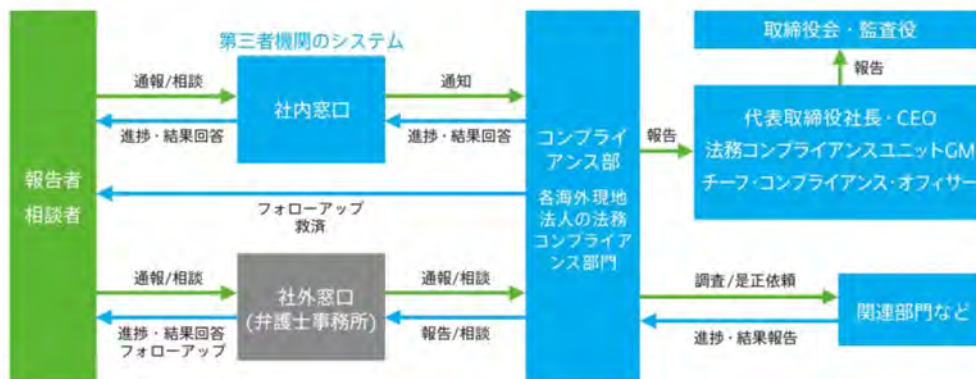 報告者
相談者
第三者機関のシステム
通報/相談
社内窓口
通知
進捗・結果回答
進捗・結果回答
フォローアップ
救済
通報/相談
社外窓口
(弁護士事務所)
通報/相談
進捗・結果回答
フォローアップ
報告/相談
コンプライ
アンス部
各海外現地
法人の法務
コンプライア
ンス部門
報告
取締役会・監査役
報告
代表取締役社長・CEO
法務コンプライアンスユニットGM
チーフ・コンプライアンス・オフィサー
調査/是正依頼
関連部門など
進捗・結果報告